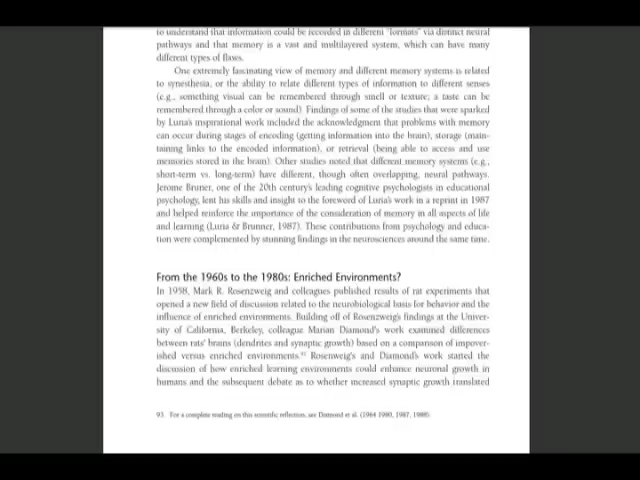 to understand that information could be recorded in different "formats" via distinct neural
pathways and that memory is a vast and multilayered system, which can have many
different types of flaws.
One extremely fascinating view of memory and different memory systems is related
to synesthesia, or the ability to relate different types of information to different senses
(e.g., something visual can be remembered through smell or texture; a taste can be
remembered through a color or sound). Findings of some of the studies that were sparked
by Luria's inspirational work included the acknowledgment that problems with memory
can occur during stages of encoding (getting information into the brain), storage (main-
taining links to the encoded information), or retrieval (being able to access and use
memories stored in the brain). Other studies noted that different memory systems (e.g.,
short-term vs. long-term) have different, though often overlapping, neural pathways.
Jerome Bruner, one of the 20th century's leading cognitive psychologists in educational
psychology, lent his skills and insight to the foreword of Luria's work in a reprint in 1987
and helped reinforce the importance of the consideration of memory in all aspects of life
and learning (Luria & Brunner, 1987). These contributions from psychology and educa-
tion were complemented by stunning findings in the neurosciences around the same time.
From the 1960s to the 1980s: Enriched Environments?
In 1958, Mark R. Rosenzweig and colleagues published results of rat experiments that
opened a new field of discussion related to the neurobiological basis for behavior and the
influence of enriched environments. Building off of Rosenzweig's findings at the Univer-
sity of California, Berkeley, colleague Marian Diamond's work examined differences
between rats' brains (dendrites and synaptic growth) based on a comparison of impover-
ished versus enriched environments.93 Rosenweig's and Diamond's work started the
discussion of how enriched learning environments could enhance neuronal growth in
humans and the subsequent debate as to whether increased synaptic growth translated
93. For a complete reading on this scientific reflection, see Diamond et al. (1964 1980, 1987, 1988).